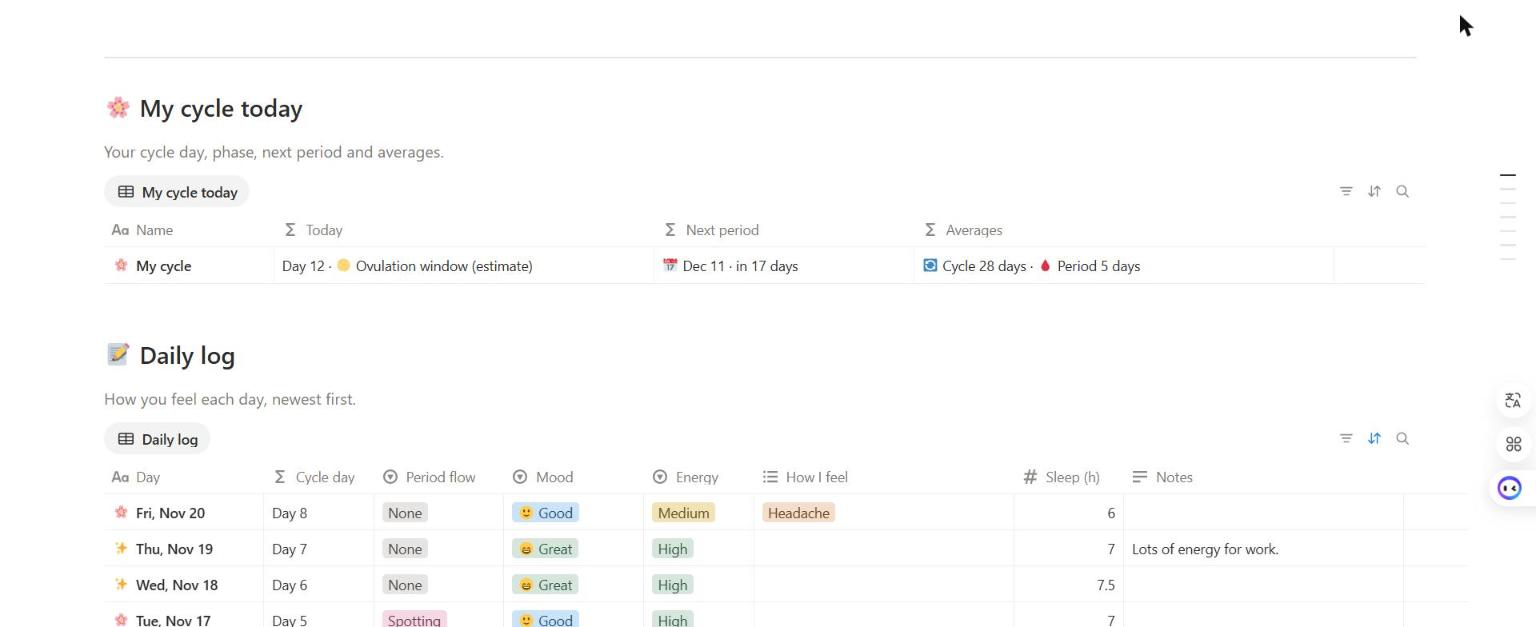 My cycle today
Your cycle day, phase, next period and averages.
My cycle today
Aa Name Σ Today Σ Next period Σ Averages
My cycle Day 12 · Ovulation window (estimate) Dec 11 · in 17 days Cycle 28 days · Period 5 days
Daily log
How you feel each day, newest first.
Daily log
Aa Day Σ Cycle day Period flow Mood Energy How I feel # Sleep (h) Notes
Fri, Nov 20 Day 8 None Good Medium Headache 6
Thu, Nov 19 Day 7 None Great High 7 Lots of energy for work.
Wed, Nov 18 Day 6 None Great High 7.5
Tue, Nov 17 Day 5 Spotting Good High 7